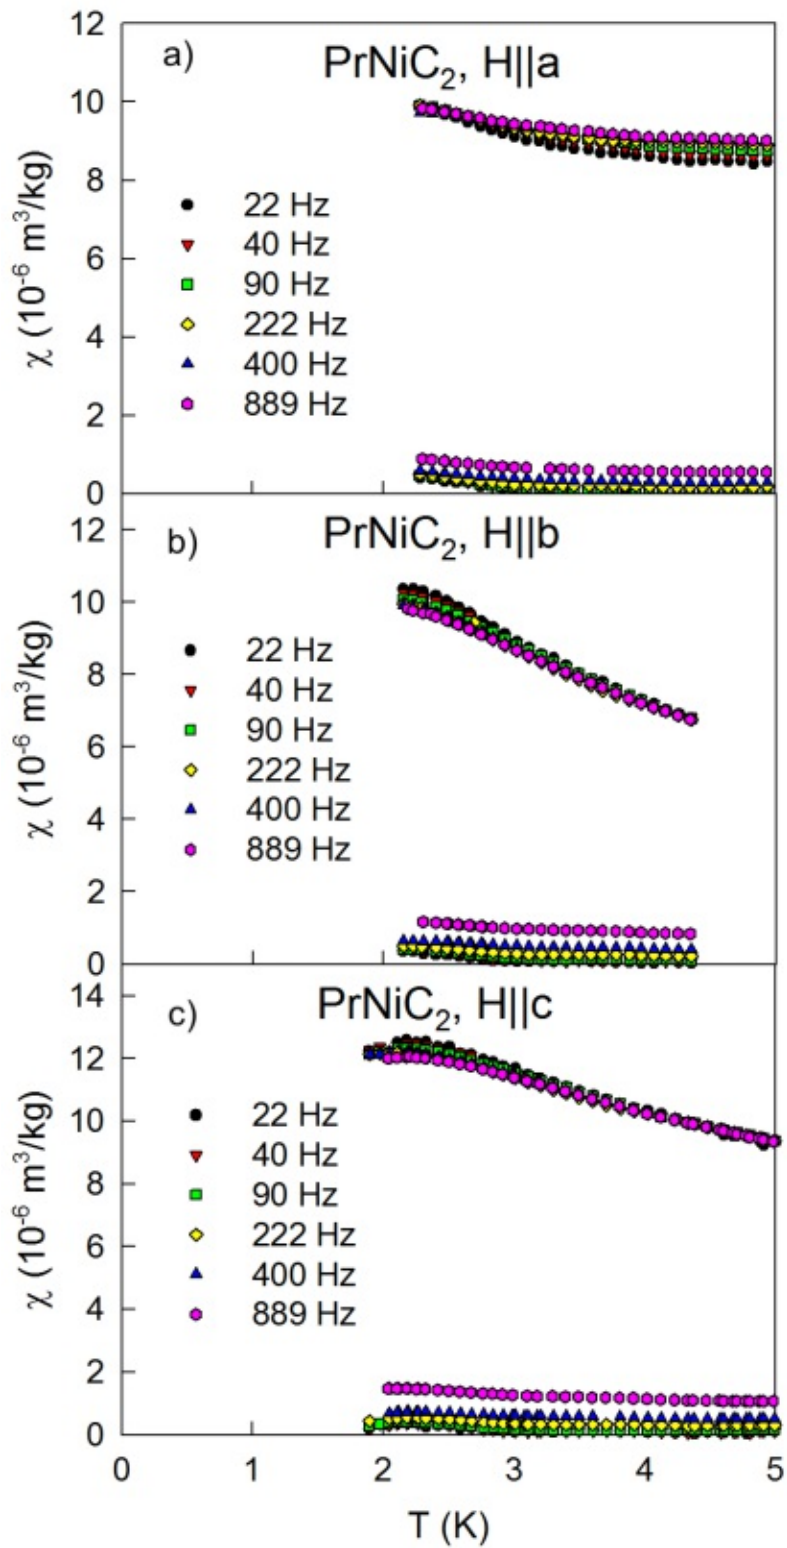 12
a)
PrNiC₂, H||a
10
8
22 Hz
40 Hz
6
90 Hz
222 Hz
4
400 Hz
889 Hz
2
0
χ (10⁻⁶ m³/kg)
12
b)
PrNiC₂, H||b
10
8
22 Hz
40 Hz
6
90 Hz
222 Hz
4
400 Hz
889 Hz
2
0
χ (10⁻⁶ m³/kg)
14
c)
PrNiC₂, H||c
12
10
22 Hz
40 Hz
8
90 Hz
6
222 Hz
400 Hz
4
889 Hz
2
0
χ (10⁻⁶ m³/kg)
0 1 2 3 4 5
T (K)